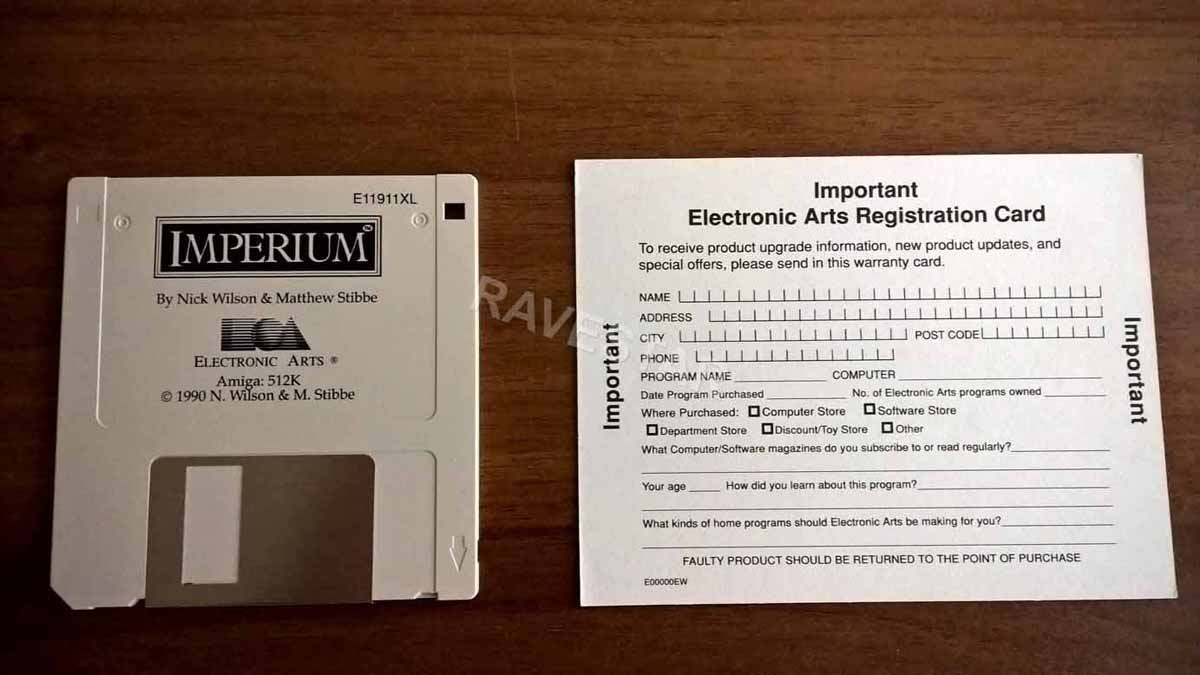 E11911XL
IMPERIUM™
By Nick Wilson & Matthew Stibbe
ELECTRONIC ARTS ®
Amiga: 512K
© 1990 N. Wilson & M. Stibbe
Important
Electronic Arts Registration Card
To receive product upgrade information, new product updates, and
special offers, please send in this warranty card.
NAME
ADDRESS
CITY POST CODE
PHONE
PROGRAM NAME COMPUTER
Date Program Purchased No. of Electronic Arts programs owned
Where Purchased: Computer Store Software Store
Department Store Discount/Toy Store Other
What Computer/Software magazines do you subscribe to or read regularly?
Your age How did you learn about this program?
What kinds of home programs should Electronic Arts be making for you?
FAULTY PRODUCT SHOULD BE RETURNED TO THE POINT OF PURCHASE
E00000EW
Important
Important